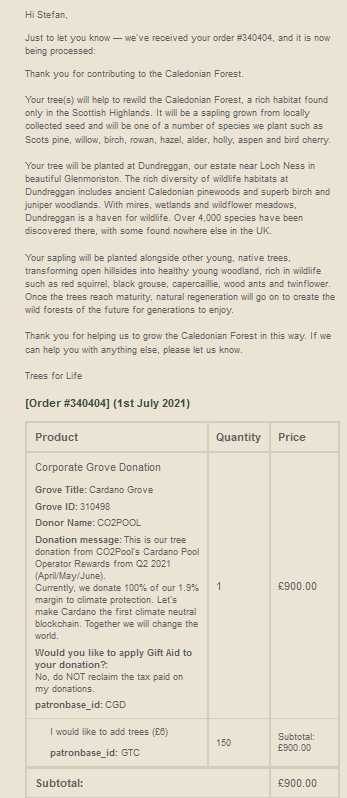 Hi Stefan,
Just to let you know — we've received your order #340404, and it is now
being processed:
Thank you for contributing to the Caledonian Forest.
Your tree(s) will help to rewild the Caledonian Forest, a rich habitat found
only in the Scottish Highlands. It will be a sapling grown from locally
collected seed and will be one of a number of species we plant such as
Scots pine, willow, birch, rowan, hazel, alder, holly, aspen and bird cherry.
Your tree will be planted at Dundreggan, our estate near Loch Ness in
beautiful Glenmoriston. The rich diversity of wildlife habitats at
Dundreggan includes ancient Caledonian pinewoods and superb birch and
juniper woodlands. With mires, wetlands and wildflower meadows,
Dundreggan is a haven for wildlife. Over 4,000 species have been
discovered there, with some found nowhere else in the UK.
Your sapling will be planted alongside other young, native trees,
transforming open hillsides into healthy young woodland, rich in wildlife
such as red squirrel, black grouse, capercaillie, wood ants and twinflower.
Once the trees reach maturity, natural regeneration will go on to create the
wild forests of the future for generations to enjoy.
Thank you for helping us to grow the Caledonian Forest in this way. If we
can help you with anything else, please let us know.
Trees for Life
[Order #340404] (1st July 2021)
Product Quantity Price
Corporate Grove Donation
Grove Title: Cardano Grove
Grove ID: 310498
Donor Name: CO2POOL
Donation message: This is our tree
donation from CO2Pool's Cardano Pool
Operator Rewards from Q2 2021
(April/May/June).
Currently, we donate 100% of our 1.9%
margin to climate protection. Let's
make Cardano the first climate neutral
blockchain. Together we will change the
world.
Would you like to apply Gift Aid to
your donation?:
No, do NOT reclaim the tax paid on
my donations.
patronbase_id: CGD
1
£900.00
I would like to add trees (£6)
patronbase_id: GTC
150
Subtotal:
£900.00
Subtotal: £900.00